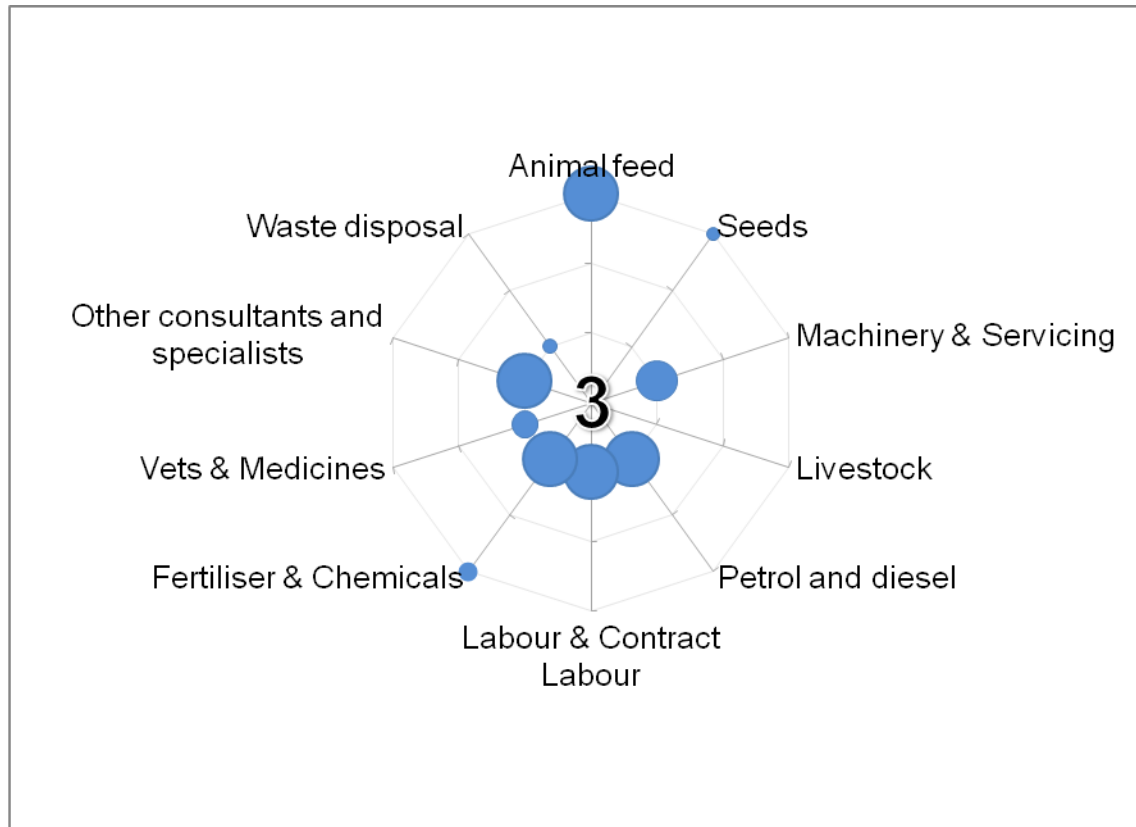 Animal feed
Waste disposal
Seeds
Other consultants and
specialists
Machinery & Servicing
3
Vets & Medicines
Livestock
Fertiliser & Chemicals
Petrol and diesel
Labour & Contract
Labour